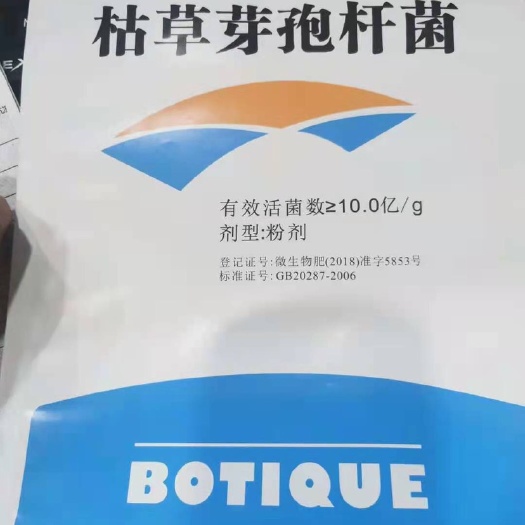 枯草芽孢杆菌
有效活菌数≥10.0亿/g
剂型:粉剂
登记证号:微生物肥(2018)准字5853号
标准证号:GB20287-2006
BOTIQUE